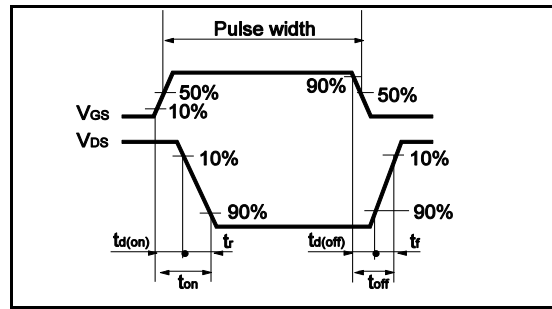 Pulse width
90%
50%
50%
10%
VGS
VDS
10%
10%
90%
90%
td(on)
tr
td(off)
tf
ton
toff